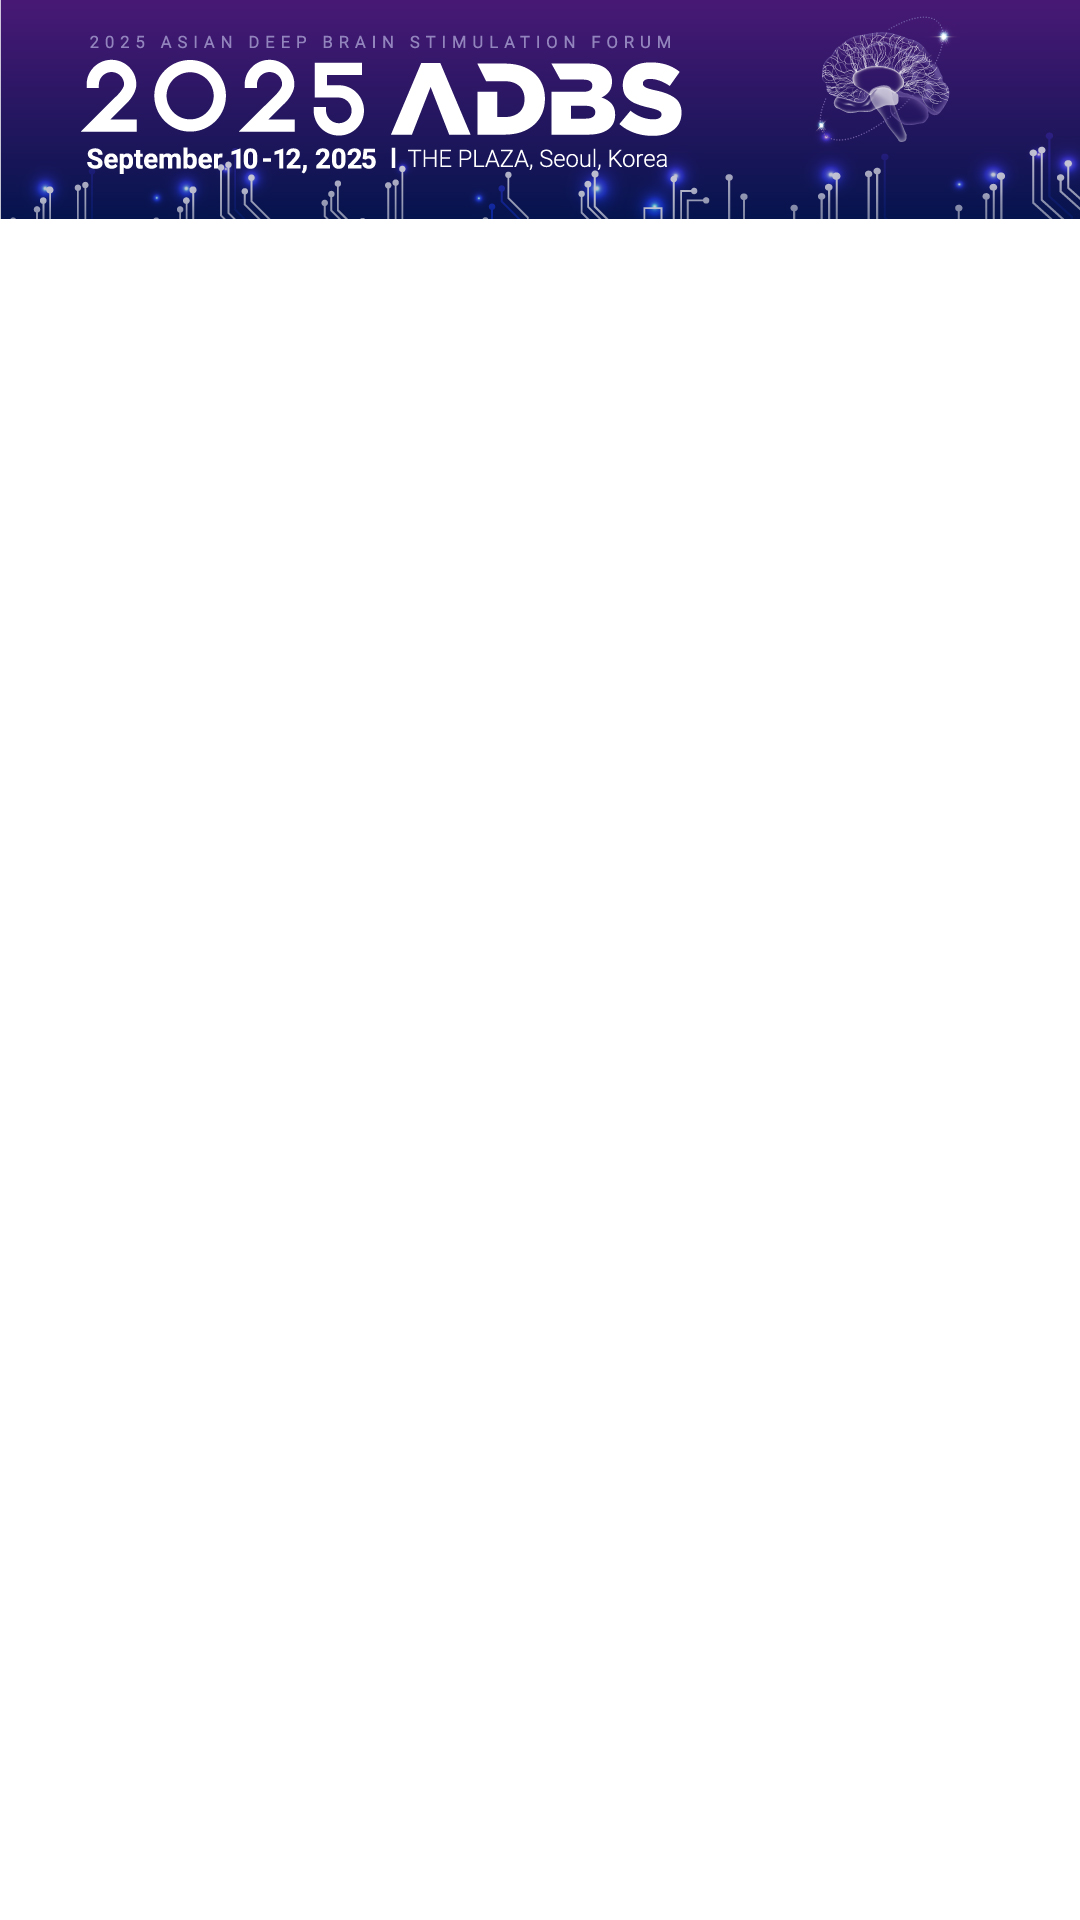 2025 ASIAN DEEP BRAIN STIMULATION FORUM
2025 ADBS
September 10-12, 2025 | THE PLAZA, Seoul, Korea